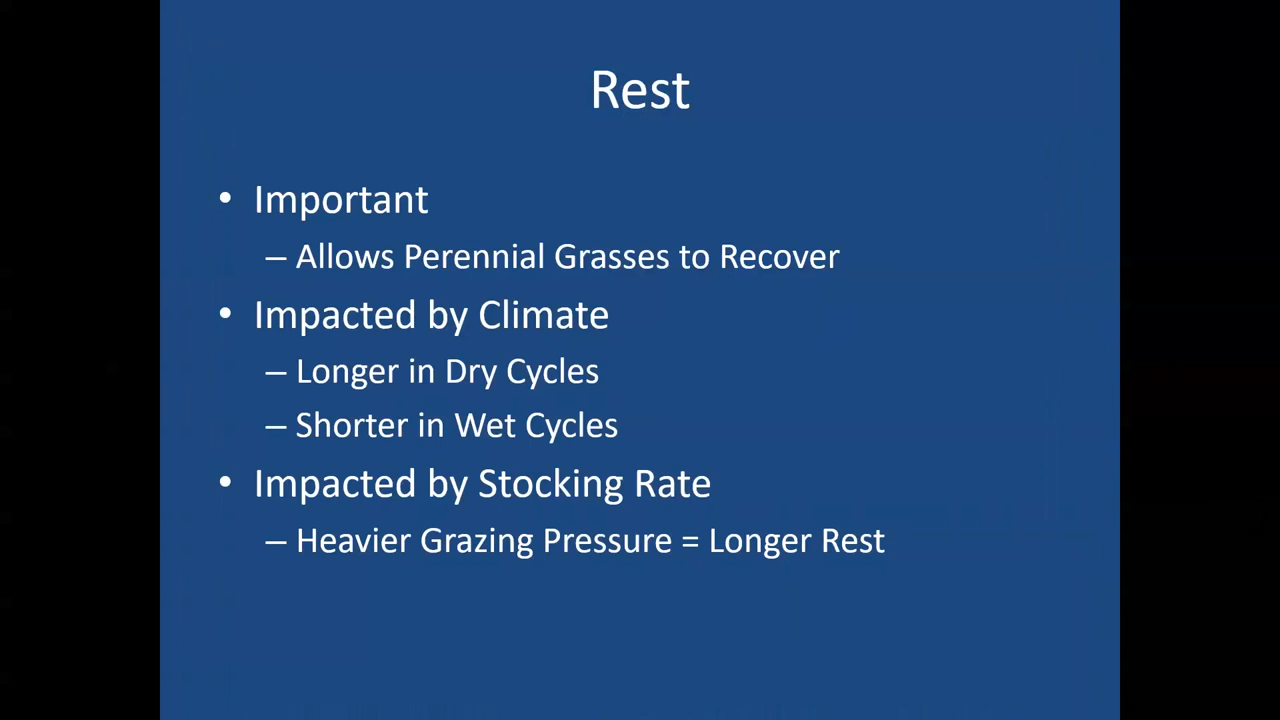 Rest
• Important
– Allows Perennial Grasses to Recover
• Impacted by Climate
– Longer in Dry Cycles
– Shorter in Wet Cycles
• Impacted by Stocking Rate
– Heavier Grazing Pressure = Longer Rest